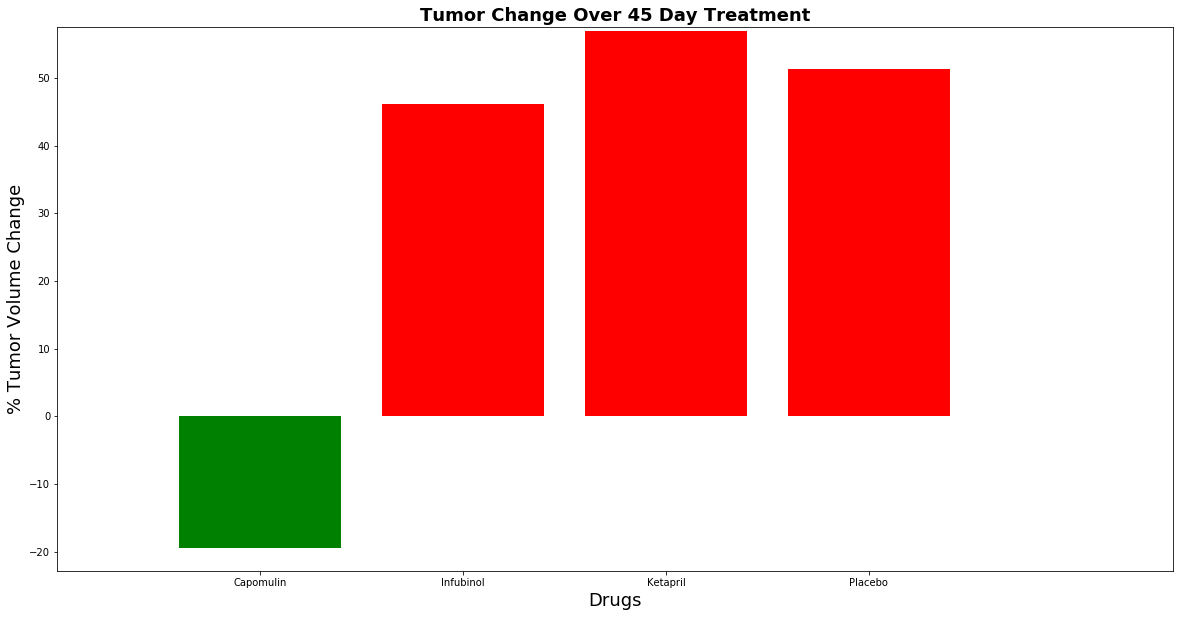 Tumor Change Over 45 Day Treatment
% Tumor Volume Change
50
40
30
20
10
0
−10
−20
Capomulin Infubinol Ketapril Placebo
Drugs